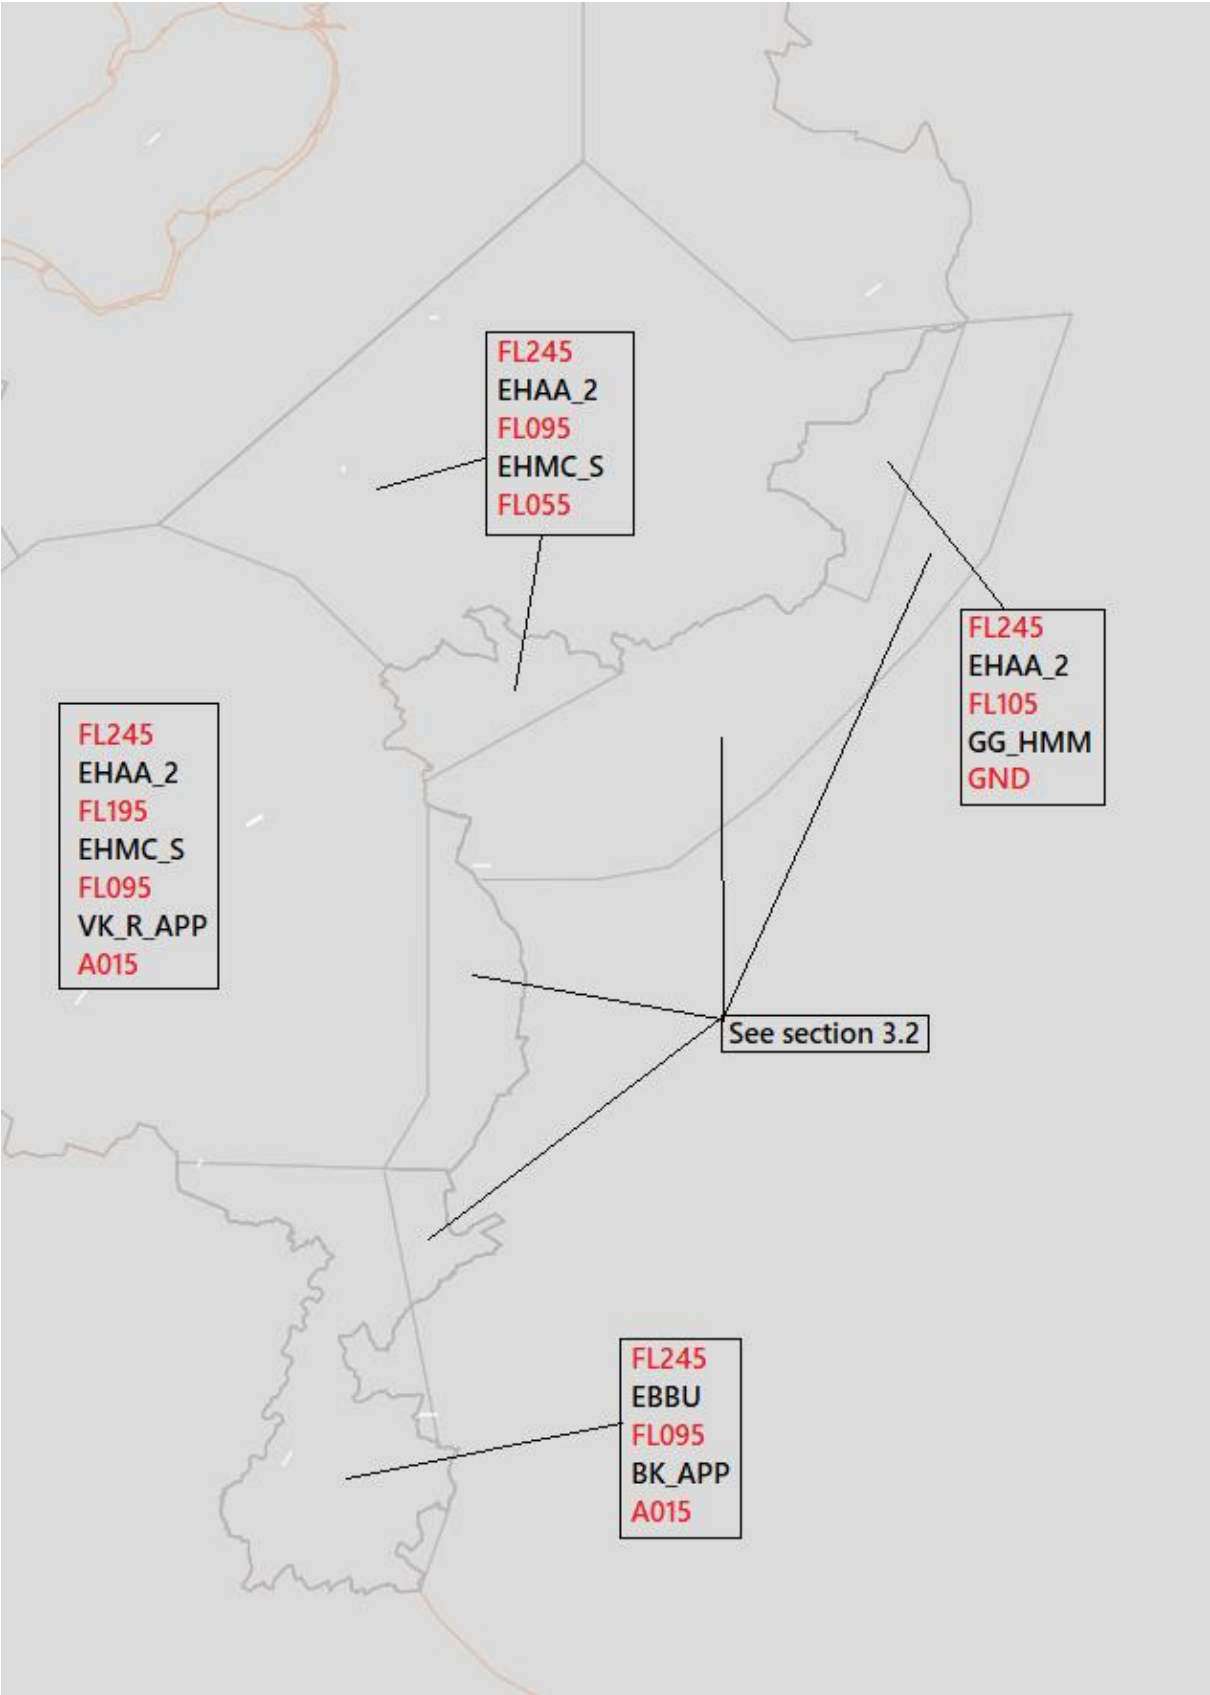 FL245
EHAA_2
FL095
EHMC_S
FL055
FL245
EHAA_2
FL105
GG_HMM
GND
FL245
EHAA_2
FL195
EHMC_S
FL095
VK_R_APP
A015
See section 3.2
FL245
EBBU
FL095
BK_APP
A015